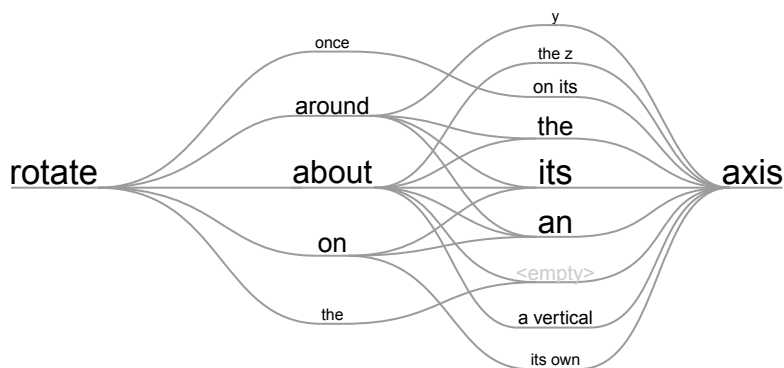 rotate
once
around
about
on
the
y
the z
on its
the
its
an
<empty>
a vertical
its own
axis